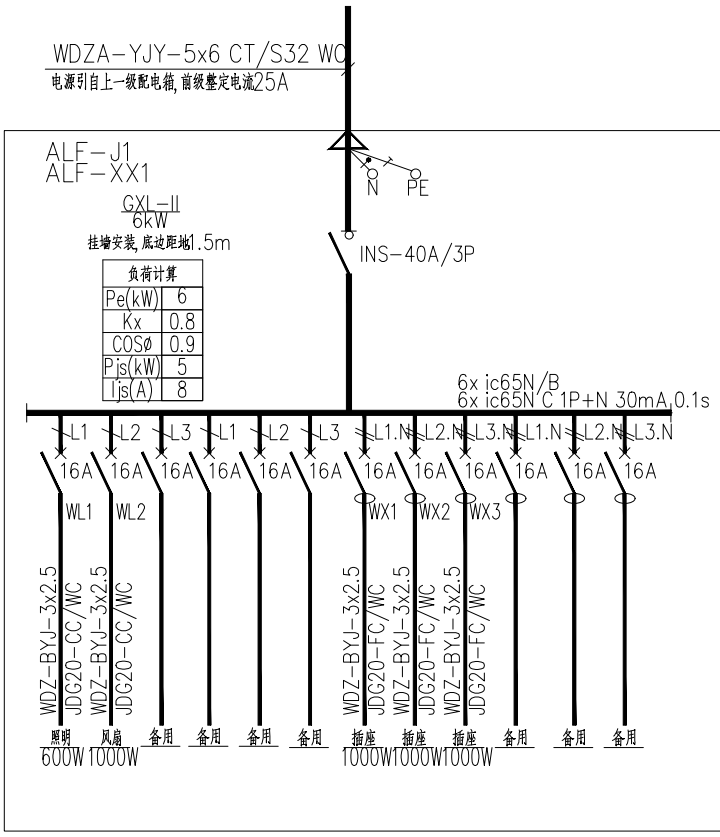 WDZA-YJY-5x6 CT/S32 WC
电源引自上一级配电箱,前级整定电流25A
ALF-J1
ALF-XX1
N PE
GXL-II
6kW
挂墙安装,底边距地1.5m
INS-40A/3P
负荷计算
Pe(kW) 6
Kx 0.8
COSø 0.9
Pjs(kW) 5
Ijs(A) 8
6x ic65N/B
6x ic65N C 1P+N 30mA,0.1s
L1 L2 L3 L1 L2 L3 L1.N L2.N L3.N L1.N L2.N L3.N
16A 16A 16A 16A 16A 16A 16A 16A 16A 16A 16A 16A
WL1 WL2 WX1 WX2 WX3
WDZ-BYJ-3x2.5
JDG20-CC/WC
WDZ-BYJ-3x2.5
JDG20-CC/WC
WDZ-BYJ-3x2.5
JDG20-FC/WC
WDZ-BYJ-3x2.5
JDG20-FC/WC
WDZ-BYJ-3x2.5
JDG20-FC/WC
照明 风扇 备用 备用 备用 备用 插座 插座 插座 备用 备用 备用
600W 1000W 1000W 1000W 1000W